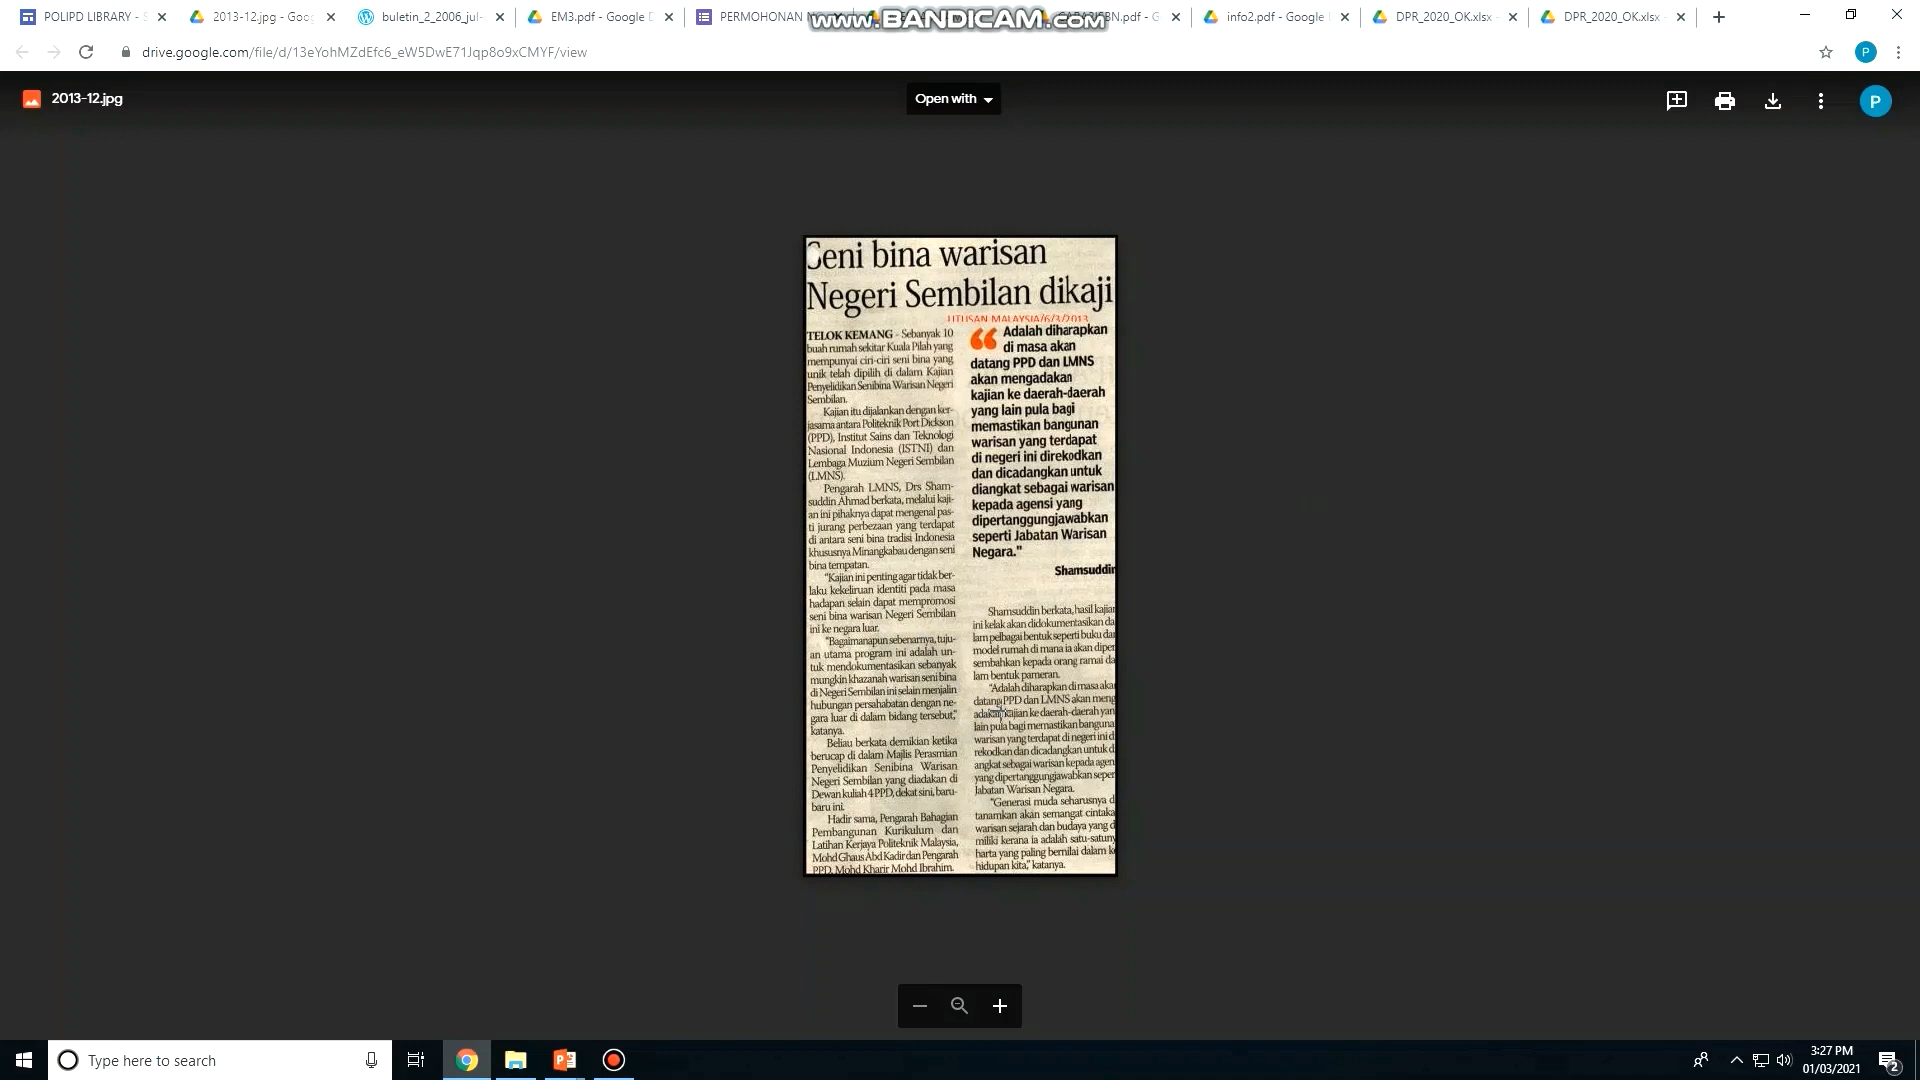 POLIPD LIBRARY - S
2013-12.jpg - Goog
buletin_2_2006_jul-
EM3.pdf - Google D
PERMOHONAN
www.BANDICAM.com
ISBN.pdf - G
info2.pdf - Google
DPR_2020_OK.xlsx -
DPR_2020_OK.xlsx -
drive.google.com/file/d/13eYohMZdEfc6_eW5DwE71Jqp8o9xCMYF/view
P
2013-12.jpg
Open with
P
Seni bina warisan
Negeri Sembilan dikaji
UTUSAN MALAYSIA/6/3/2013
TELOK KEMANG - Sebanyak 10
buah rumah sekitar Kuala Pilah yang
mempunyai ciri-ciri seni bina yang
unik telah dipilih di dalam Kajian
Penyelidikan Senibina Warisan Negeri
Sembilan.
Kajian itu dijalankan dengan ker-
jasama antara Politeknik Port Dickson
(PPD), Institut Sains dan Teknologi
Nasional Indonesia (ISTNI) dan
Lembaga Muzium Negeri Sembilan
(LMNS).
Pengarah LMNS, Drs Sham-
suddin Ahmad berkata, melalui kaji-
an ini pihaknya dapat mengenal pas-
ti jurang perbezaan yang terdapat
di antara seni bina tradisi Indonesia
khususnya Minangkabau dengan seni
bina tempatan.
"Kajian ini penting agar tidak ber-
laku kekeliruan identiti pada masa
hadapan selain dapat mempromosi
seni bina warisan Negeri Sembilan
ini ke negara luar.
"Bagaimanapun sebenarnya, tuju-
an utama program ini adalah un-
tuk mendokumentasikan sebanyak
mungkin khazanah warisan seni bina
di Negeri Sembilan ini selain menjalin
hubungan persahabatan dengan ne-
gara luar di dalam bidang tersebut,"
katanya.
Beliau berkata demikian ketika
berucap di dalam Majlis Perasmian
Penyelidikan Senibina Warisan
Negeri Sembilan yang diadakan di
Dewan kuliah 4 PPD, dekat sini, baru-
baru ini.
Hadir sama, Pengarah Bahagian
Pembangunan Kurikulum dan
Latihan Kerjaya Politeknik Malaysia,
Mohd Ghaus Abd Kadir dan Pengarah
PPD, Mohd Kharir Mohd Ibrahim.
“ Adalah diharapkan
di masa akan
datang PPD dan LMNS
akan mengadakan
kajian ke daerah-daerah
yang lain pula bagi
memastikan bangunan
warisan yang terdapat
di negeri ini direkodkan
dan dicadangkan untuk
diangkat sebagai warisan
kepada agensi yang
dipertanggungjawabkan
seperti Jabatan Warisan
Negara."
Shamsuddin
Shamsuddin berkata, hasil kajian
ini kelak akan didokumentasikan da
lam pelbagai bentuk seperti buku dan
model rumah di mana ia akan diper
sembahkan kepada orang ramai da
lam bentuk pameran.
"Adalah diharapkan di masa akan
datang PPD dan LMNS akan meng
adakan kajian ke daerah-daerah yan
lain pula bagi memastikan banguna
warisan yang terdapat di negeri ini d
rekodkan dan dicadangkan untuk d
angkat sebagai warisan kepada agen
yang dipertanggungjawabkan seper
Jabatan Warisan Negara.
"Generasi muda seharusnya d
tanamkan akan semangat cintaka
warisan sejarah dan budaya yang d
miliki kerana ia adalah satu-satuny
harta yang paling bernilai dalam k
hidupan kita," katanya.
Type here to search
3:27 PM
01/03/2021
2